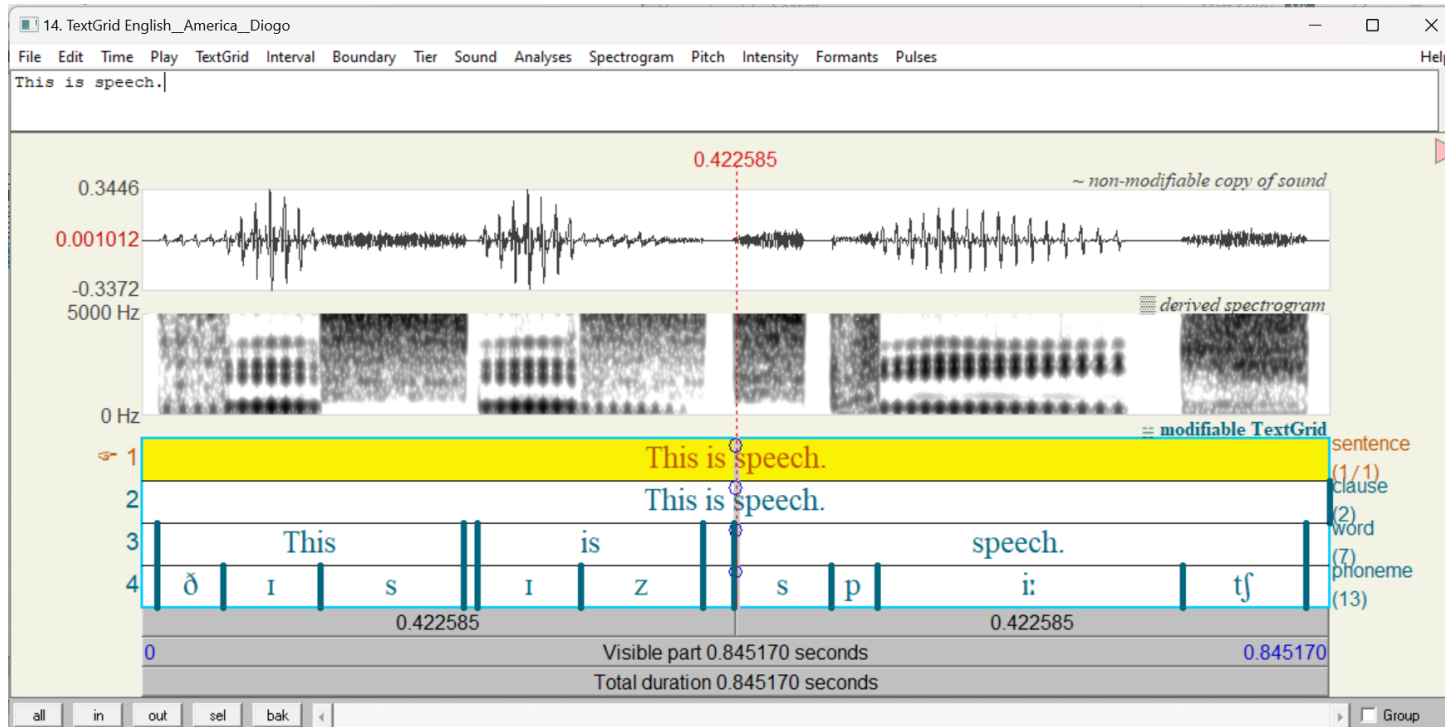 14. TextGrid English__America__Diogo
File Edit Time Play TextGrid Interval Boundary Tier Sound Analyses Spectrogram Pitch Intensity Formants Pulses Help
This is speech.
0.422585
~ non-modifiable copy of sound
0.3446
0.001012
-0.3372
derived spectrogram
5000 Hz
0 Hz
modifiable TextGrid
☞ 1 This is speech. sentence (1/1)
2 This is speech. clause (2)
3 This is speech. word (7)
4 ð ɪ s ɪ z s p iː tʃ phoneme (13)
0.422585 0.422585
0 Visible part 0.845170 seconds 0.845170
Total duration 0.845170 seconds
all in out sel bak Group